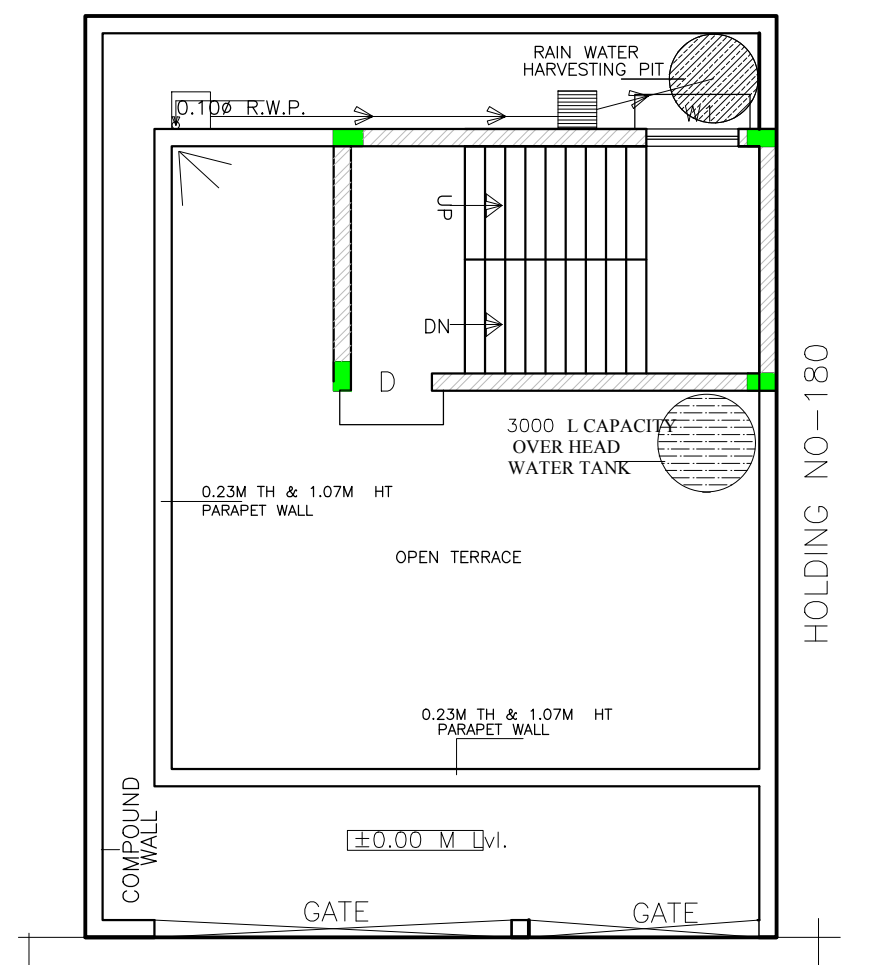 RAIN WATER
HARVESTING PIT
0.10ø R.W.P.
W1
UP
DN
D
3000 L CAPACITY
OVER HEAD
WATER TANK
HOLDING NO-180
0.23M TH & 1.07M HT
PARAPET WALL
OPEN TERRACE
0.23M TH & 1.07M HT
PARAPET WALL
COMPOUND
WALL
±0.00 M Lvl.
GATE
GATE